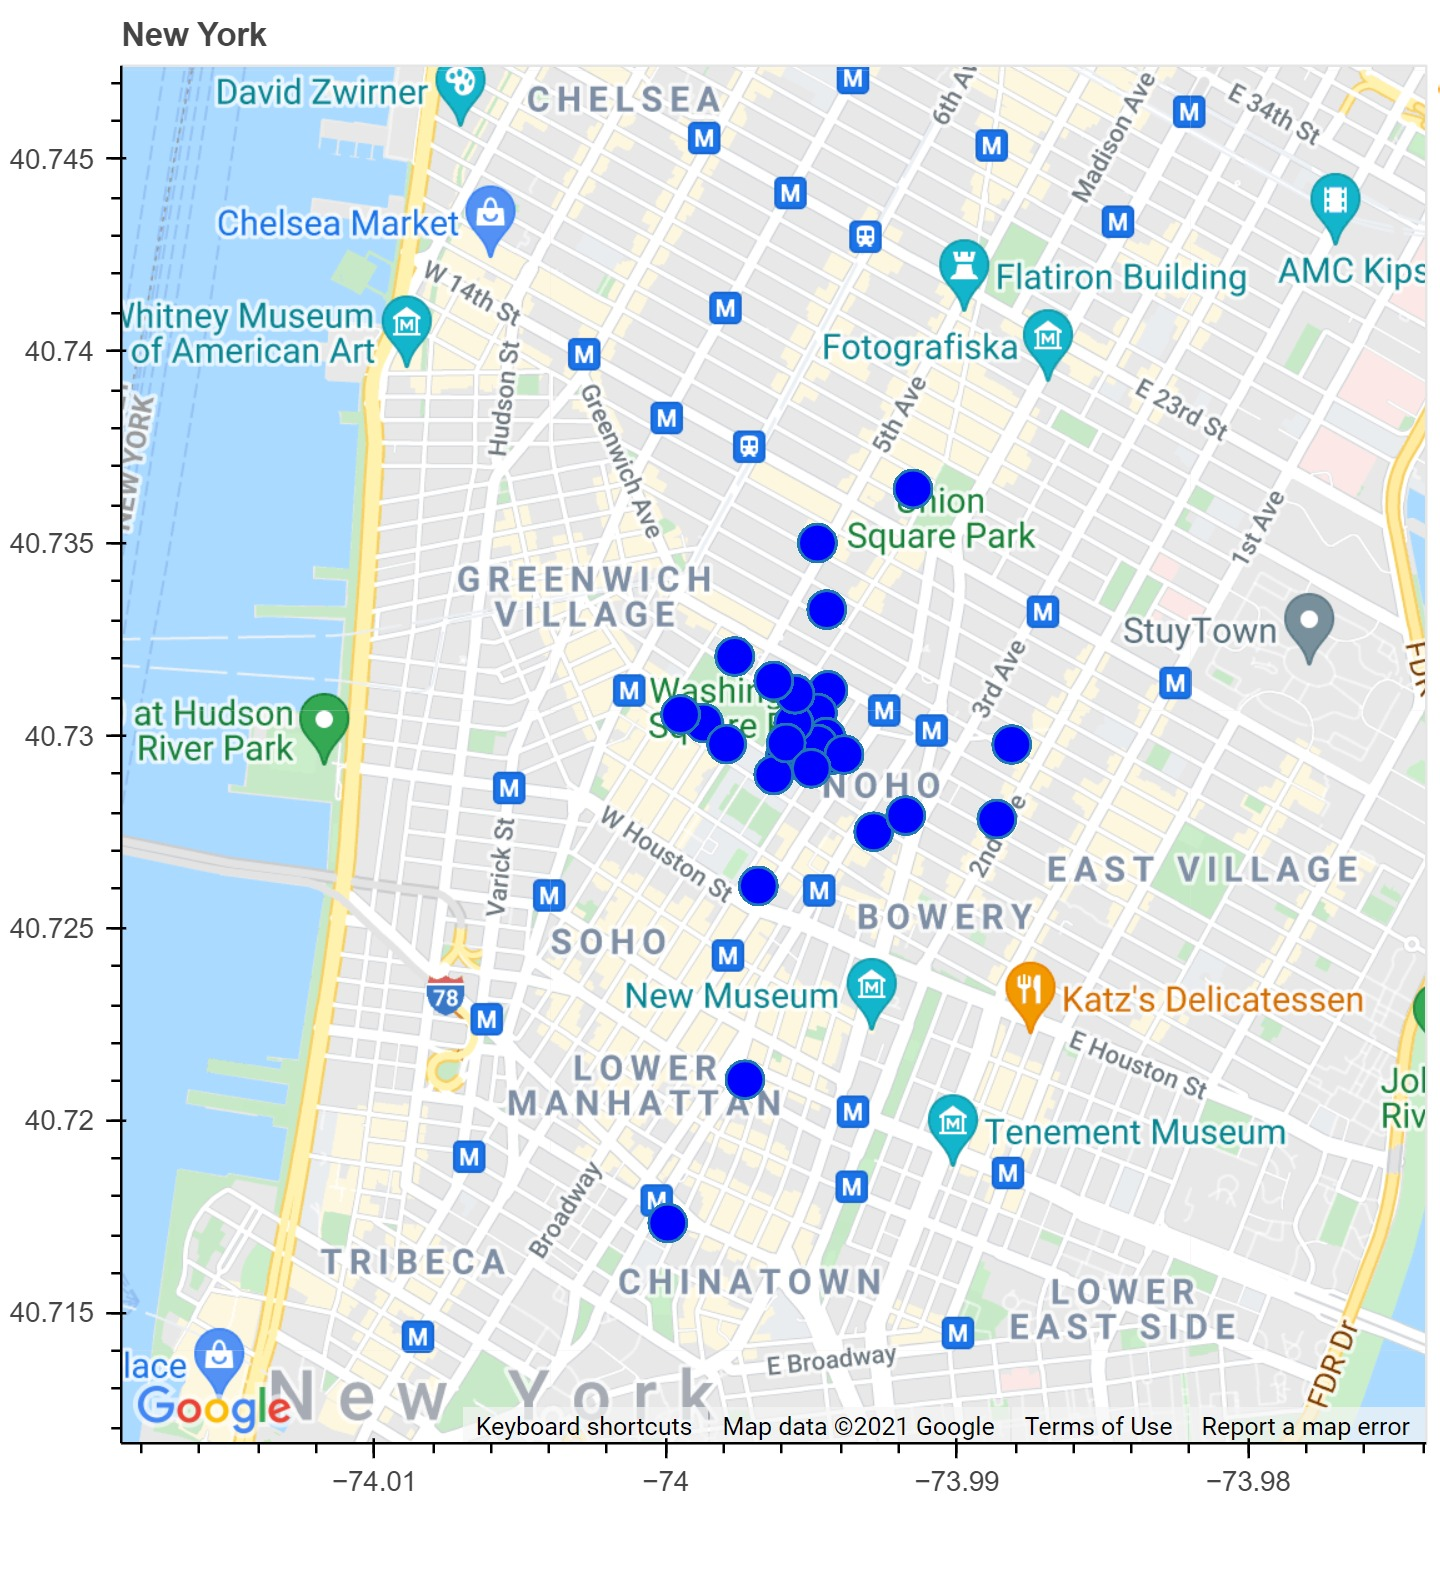 New York
David Zwirner
CHELSEA
6th Av
Madison Ave
E 34th St
40.745
Chelsea Market
W 14th St
Flatiron Building
AMC Kips
Whitney Museum
of American Art
40.74
Fotografiska
Hudson St
Greenwich Ave
5th Ave
E 23rd St
NEW YORK
Union
Square Park
40.735
1st Ave
GREENWICH
VILLAGE
StuyTown
3rd Ave
FDR
Washing
at Hudson
River Park
40.73
NOHO
W Houston St
Varick St
2nd
EAST VILLAGE
BOWERY
40.725
SOHO
78
New Museum
Katz's Delicatessen
E Houston St
LOWER
MANHATTAN
40.72
Tenement Museum
Broadway
TRIBECA
CHINATOWN
40.715
LOWER
EAST SIDE
E Broadway
FDR Dr
lace
New York
Google
Keyboard shortcuts Map data ©2021 Google Terms of Use Report a map error
−74.01 −74 −73.99 −73.98